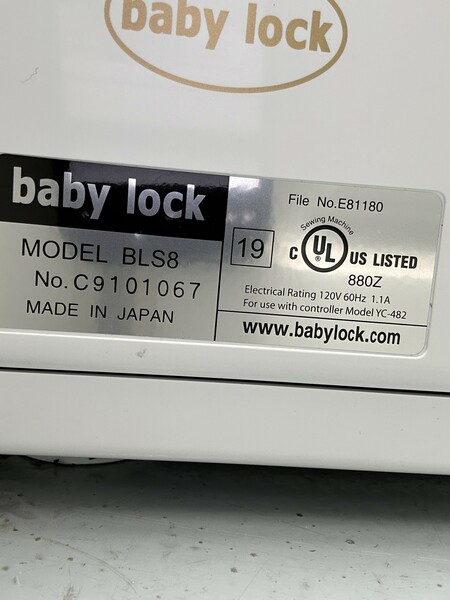 baby lock
baby lock
MODEL BLS8
No. C9101067
MADE IN JAPAN
19
File No.E81180
Sewing Machine
C UL US LISTED
880Z
Electrical Rating 120V 60Hz 1.1A
For use with controller Model YC-482
www.babylock.com